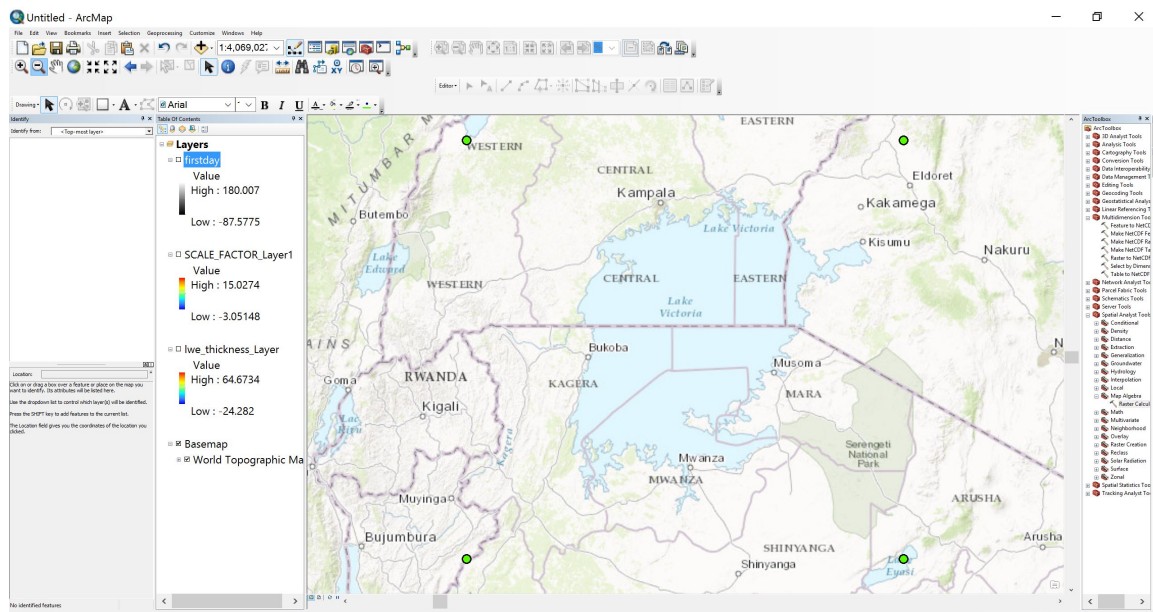 Untitled - ArcMap
File Edit View Bookmarks Insert Selection Geoprocessing Customize Windows Help
1:4,069,027
Editor
Drawing
Arial
B I U A
Identify
Identify from: <Top-most layer>
Location:
Click on or drag a box over a feature or place on the map you
want to identify. Its attributes will be listed here.
Use the dropdown list to control which layer(s) will be identified.
Press the SHIFT key to add features to the current list.
The Location field gives you the coordinates of the location you
clicked.
No identified features
Table Of Contents
Layers
firstday
Value
High : 180.007
Low : -87.5775
SCALE_FACTOR_Layer1
Value
High : 15.0274
Low : -3.05148
lwe_thickness_Layer
Value
High : 64.6734
Low : -24.282
Basemap
World Topographic Ma
EASTERN
WESTERN
MITUMBAR M
CENTRAL
Eldoret
Kampala
Kakamega
Butembo
Lake Victoria
Kisumu
Nakuru
Lake
Edward
WESTERN
CENTRAL
EASTERN
Lake
Victoria
AINS
Bukoba
N
Musoma
Goma
RWANDA
KAGERA
MARA
Kigali
Lac
Kagera
Serengeti
National
Park
Mwanza
MWANZA
Muyinga
ARUSHA
Bujumbura
Arusha
SHINYANGA
Shinyanga
Eyasi
ArcToolbox
ArcToolbox
3D Analyst Tools
Analysis Tools
Cartography Tools
Conversion Tools
Data Interoperability
Data Management T
Editing Tools
Geocoding Tools
Geostatistical Analys
Linear Referencing T
Multidimension Too
Feature to NetCD
Make NetCDF Fe
Make NetCDF Ra
Make NetCDF Ta
Raster to NetCDF
Select by Dimens
Table to NetCDF
Network Analyst Too
Parcel Fabric Tools
Schematics Tools
Server Tools
Spatial Analyst Tools
Conditional
Density
Distance
Extraction
Generalization
Groundwater
Hydrology
Interpolation
Local
Map Algebra
Raster Calcul
Math
Multivariate
Neighborhood
Overlay
Raster Creation
Reclass
Solar Radiation
Surface
Zonal
Spatial Statistics Too
Tracking Analyst Too